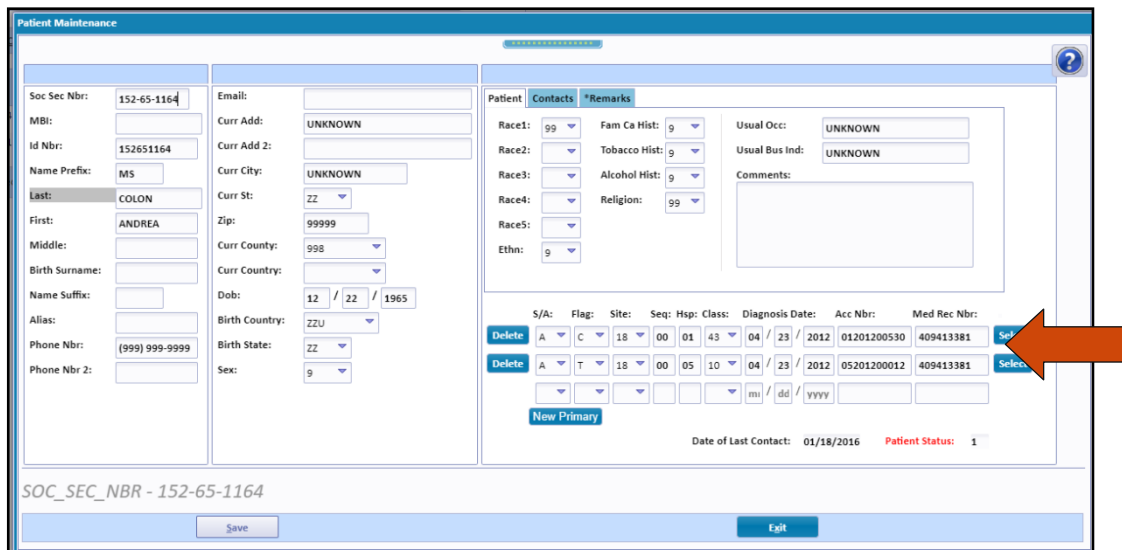 Patient Maintenance
Soc Sec Nbr: 152-65-1164
MBI:
Id Nbr: 152651164
Name Prefix: MS
Last: COLON
First: ANDREA
Middle:
Birth Surname:
Name Suffix:
Alias:
Phone Nbr: (999) 999-9999
Phone Nbr 2:
Email:
Curr Add: UNKNOWN
Curr Add 2:
Curr City: UNKNOWN
Curr St: ZZ
Zip: 99999
Curr County: 998
Curr Country:
Dob: 12 / 22 / 1965
Birth Country: ZZU
Birth State: ZZ
Sex: 9
Patient Contacts *Remarks
Race1: 99 Fam Ca Hist: 9 Usual Occ: UNKNOWN
Race2: Tobacco Hist: 9 Usual Bus Ind: UNKNOWN
Race3: Alcohol Hist: 9 Comments:
Race4: Religion: 99
Race5:
Ethn: 9
S/A: Flag: Site: Seq: Hsp: Class: Diagnosis Date: Acc Nbr: Med Rec Nbr:
Delete A C 18 00 01 43 04 / 23 / 2012 01201200530 409413381
Delete A T 18 00 05 10 04 / 23 / 2012 05201200012 409413381 Select
/ dd / yyyy
New Primary
Date of Last Contact: 01/18/2016 Patient Status: 1
SOC_SEC_NBR - 152-65-1164
Save Exit